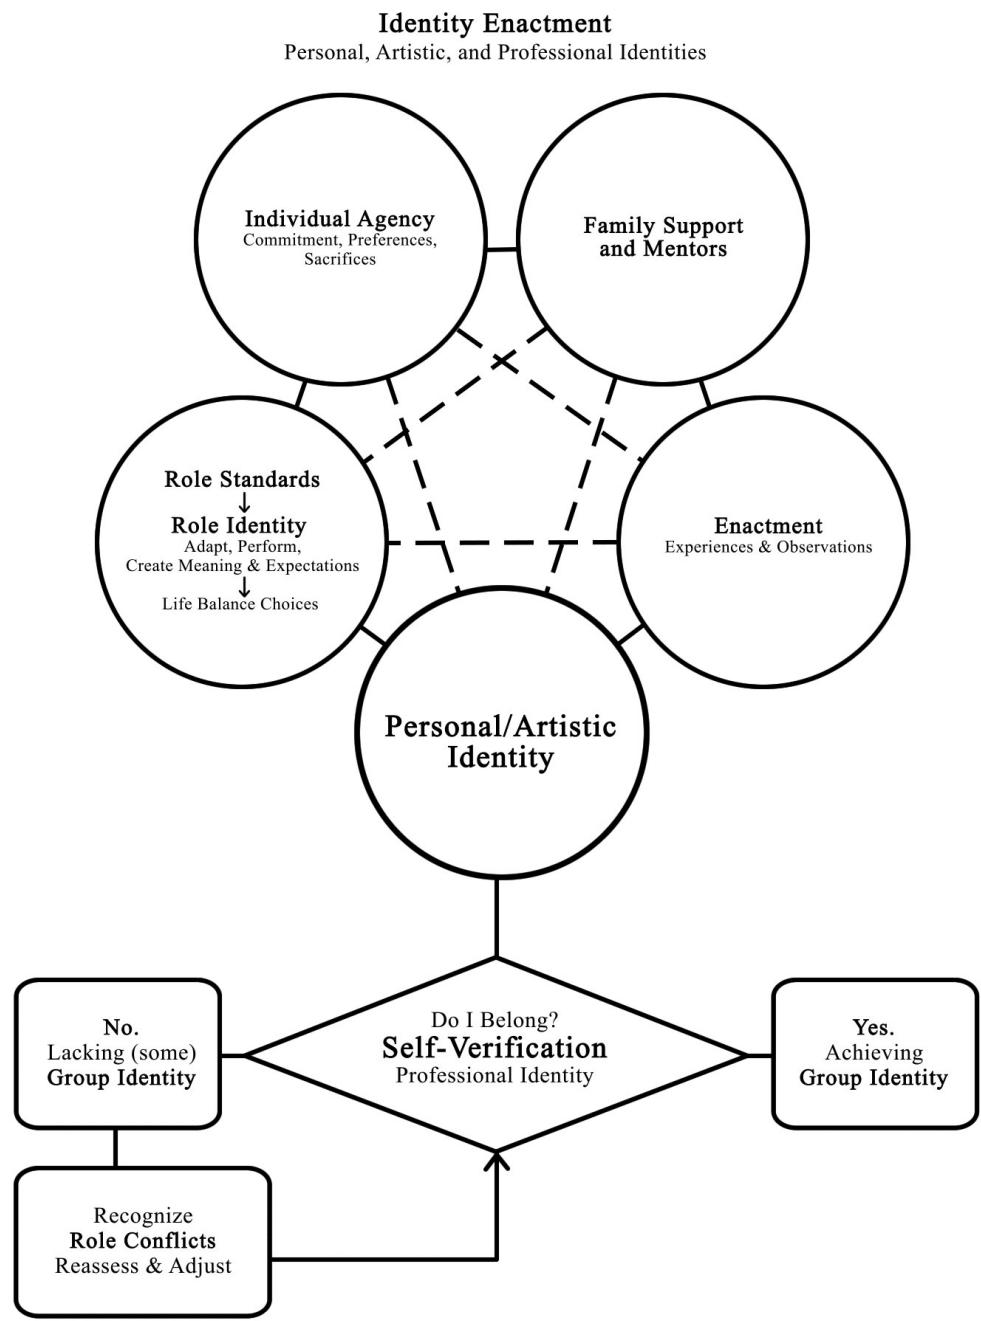 Identity Enactment
Personal, Artistic, and Professional Identities
Individual Agency
Commitment, Preferences,
Sacrifices
Family Support
and Mentors
Role Standards
Role Identity
Adapt, Perform,
Create Meaning & Expectations
Life Balance Choices
Enactment
Experiences & Observations
Personal/Artistic
Identity
Do I Belong?
Self-Verification
Professional Identity
No.
Lacking (some)
Group Identity
Yes.
Achieving
Group Identity
Recognize
Role Conflicts
Reassess & Adjust